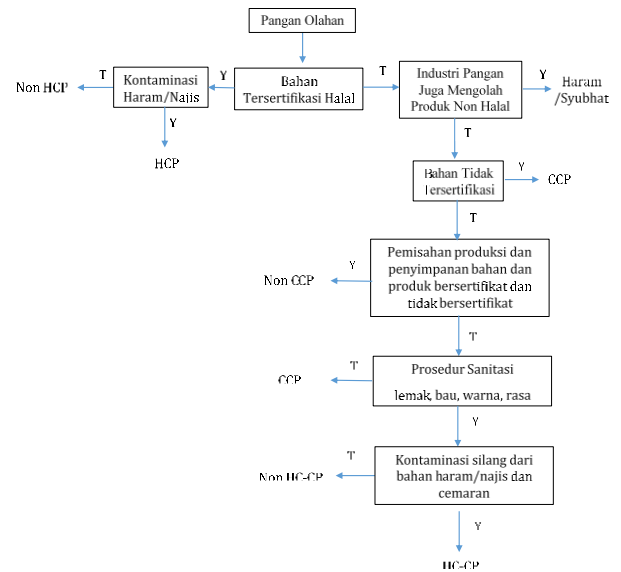 Pangan Olahan
T
Kontaminasi
Haram/Najis
Y
Bahan
Tersertifikasi Halal
T
Industri Pangan
Juga Mengolah
Produk Non Halal
Y
Haram
/Syubhat
Non HCP
Y
HCP
T
Bahan Tidak
Tersertifikasi
Y
CCP
T
Pemisahan produksi dan
penyimpanan bahan dan
produk bersertifikat dan
tidak bersertifikat
Y
Non CCP
T
Prosedur Sanitasi
lemak, bau, warna, rasa
T
CCP
Y
Kontaminasi silang dari
bahan haram/najis dan
cemaran
T
Non HC-CP
Y
HC-CP